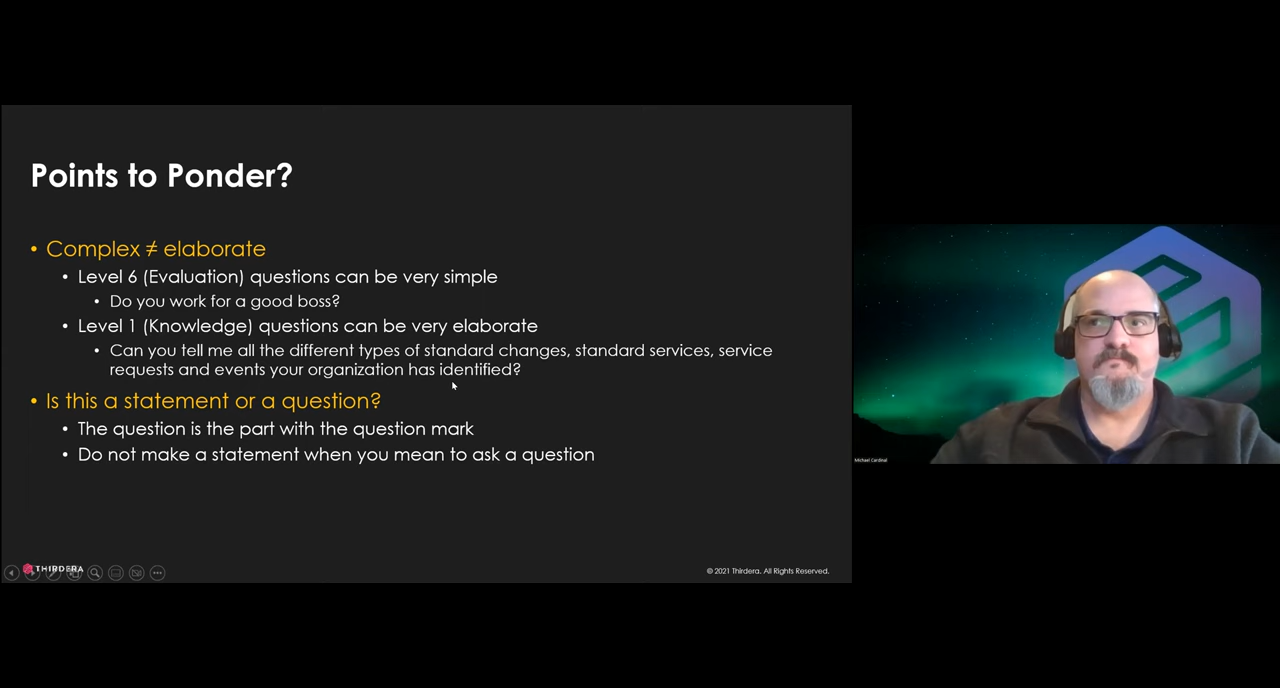 Points to Ponder?
• Complex ≠ elaborate
• Level 6 (Evaluation) questions can be very simple
• Do you work for a good boss?
• Level 1 (Knowledge) questions can be very elaborate
• Can you tell me all the different types of standard changes, standard services, service
requests and events your organization has identified?
• Is this a statement or a question?
• The question is the part with the question mark
• Do not make a statement when you mean to ask a question
THIRDERA
© 2021 Thirdera. All Rights Reserved.
Michael Cardinal